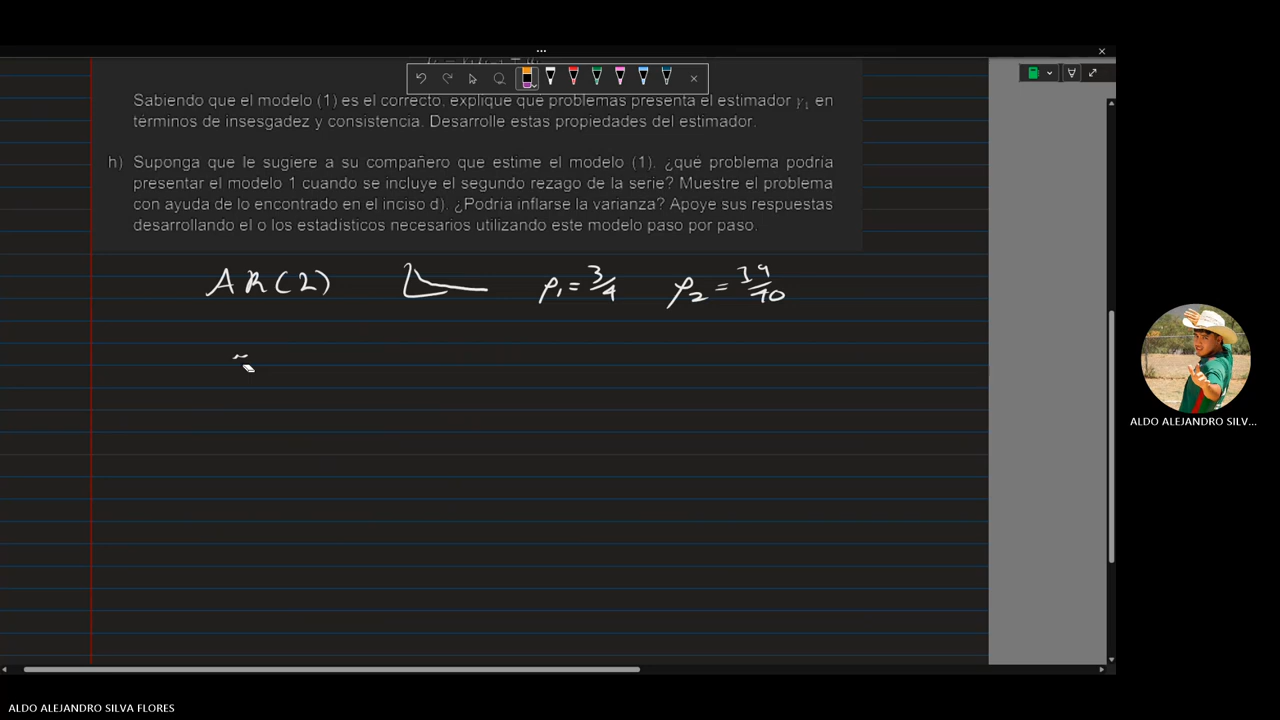 Sabiendo que el modelo (1) es el correcto, explique que problemas presenta el estimador γ₁ en
términos de insesgadez y consistencia. Desarrolle estas propiedades del estimador.
h) Suponga que le sugiere a su compañero que estime el modelo (1). ¿qué problema podría
presentar el modelo 1 cuando se incluye el segundo rezago de la serie? Muestre el problema
con ayuda de lo encontrado en el inciso d). ¿Podría inflarse la varianza? Apoye sus respuestas
desarrollando el o los estadísticos necesarios utilizando este modelo paso por paso.
AR(2) ρ₁ = 3/4 ρ₂ = 
ALDO ALEJANDRO SILV...
ALDO ALEJANDRO SILVA FLORES